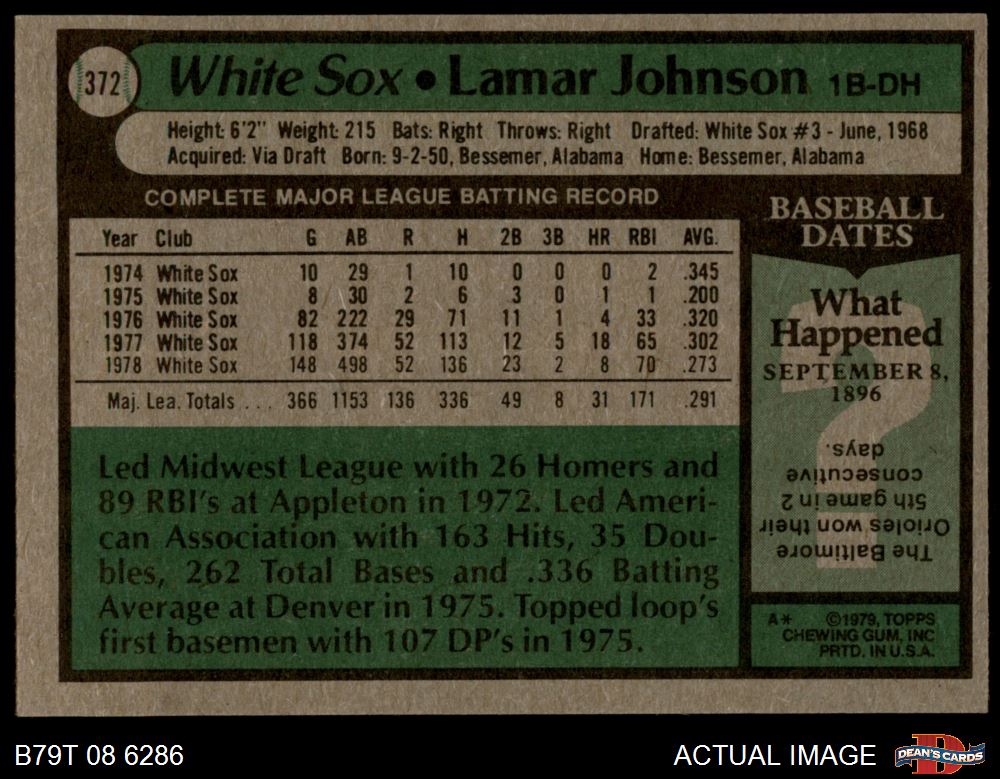 372 White Sox • Lamar Johnson 1B-DH
Height: 6'2" Weight: 215 Bats: Right Throws: Right Drafted: White Sox #3 - June, 1968
Acquired: Via Draft Born: 9-2-50, Bessemer, Alabama Home: Bessemer, Alabama
COMPLETE MAJOR LEAGUE BATTING RECORD
Year Club G AB R H 2B 3B HR RBI AVG.
1974 White Sox 10 29 1 10 0 0 0 2 .345
1975 White Sox 8 30 2 6 3 0 1 1 .200
1976 White Sox 82 222 29 71 11 1 4 33 .320
1977 White Sox 118 374 52 113 12 5 18 65 .302
1978 White Sox 148 498 52 136 23 2 8 70 .273
Maj. Lea. Totals ... 366 1153 136 336 49 8 31 171 .291
Led Midwest League with 26 Homers and
89 RBI's at Appleton in 1972. Led Ameri-
can Association with 163 Hits, 35 Dou-
bles, 262 Total Bases and .336 Batting
Average at Denver in 1975. Topped loop's
first basemen with 107 DP's in 1975.
BASEBALL
DATES
What
Happened
SEPTEMBER 8,
1896
The Baltimore
Orioles won their
5th game in 2
consecutive
days.
A* ©1979, TOPPS
CHEWING GUM, INC
PRTD. IN U.S.A.
B79T 08 6286
ACTUAL IMAGE
DEAN'S CARDS